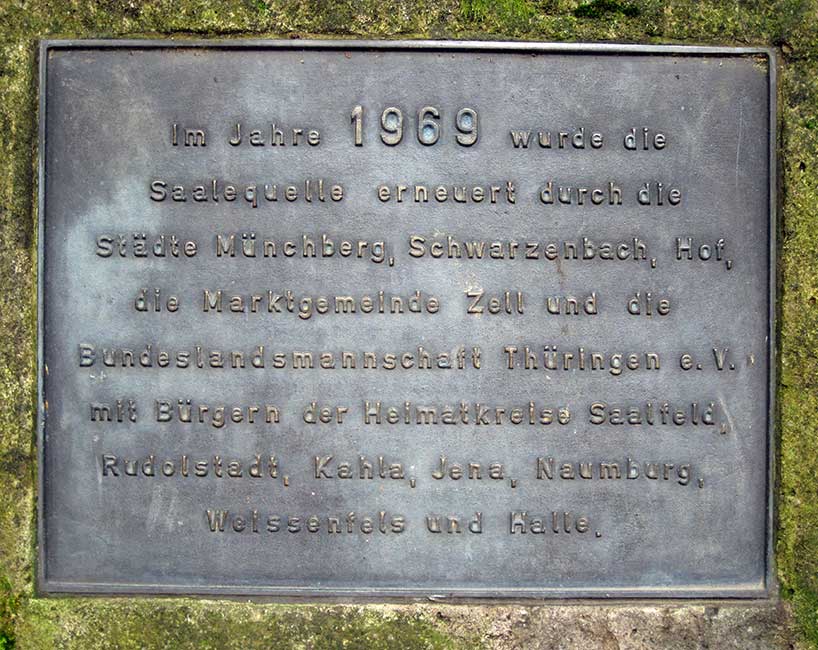 Im Jahre 1969 wurde die
Saalequelle erneuert durch die
Städte Münchberg, Schwarzenbach, Hof,
die Marktgemeinde Zell und die
Bundeslandsmannschaft Thüringen e.V.
mit Bürgern der Heimatkreise Saalfeld,
Rudolstadt, Kahla, Jena, Naumburg,
Weissenfels und Halle.